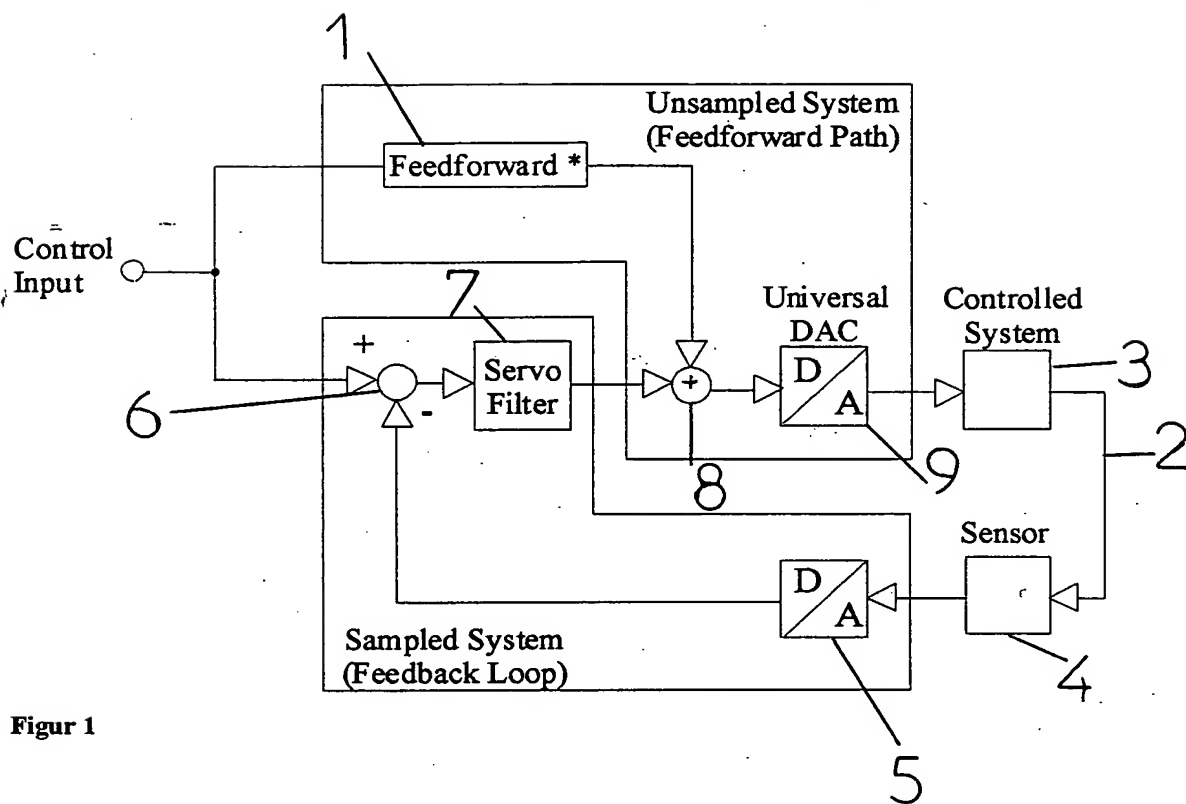 1
Unsampled System
(Feedforward Path)
Feedforward *
Control
Input
7
Universal
DAC
Controlled
System
+
Servo
Filter
+
D
A
3
6
-
8
9
2
Sensor
D
A
Sampled System
(Feedback Loop)
4
Figur 1
5